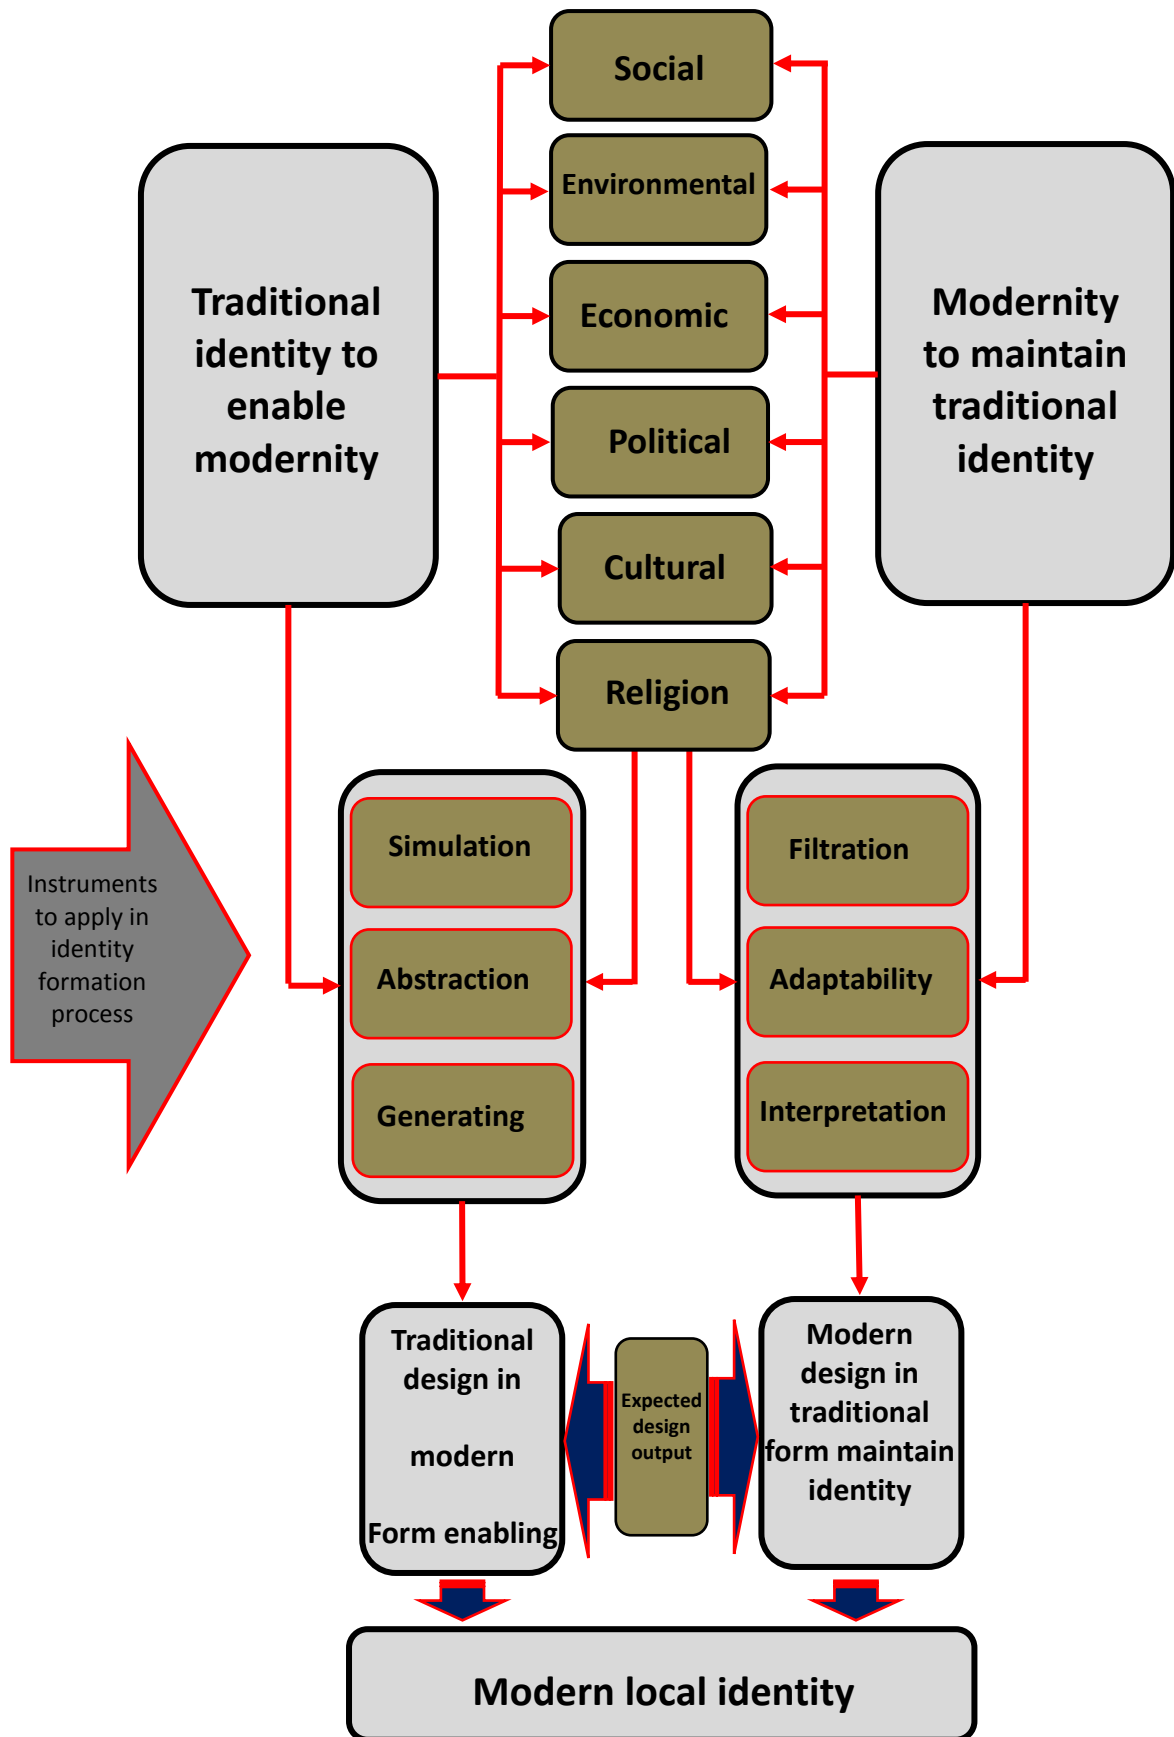 Social
Environmental
Economic
Political
Cultural
Religion
Traditional
identity to
enable
modernity
Modernity
to maintain
traditional
identity
Instruments
to apply in
identity
formation
process
Simulation
Abstraction
Generating
Filtration
Adaptability
Interpretation
Traditional
design in
modern
Form enabling
Expected
design
output
Modern
design in
traditional
form maintain
identity
Modern local identity